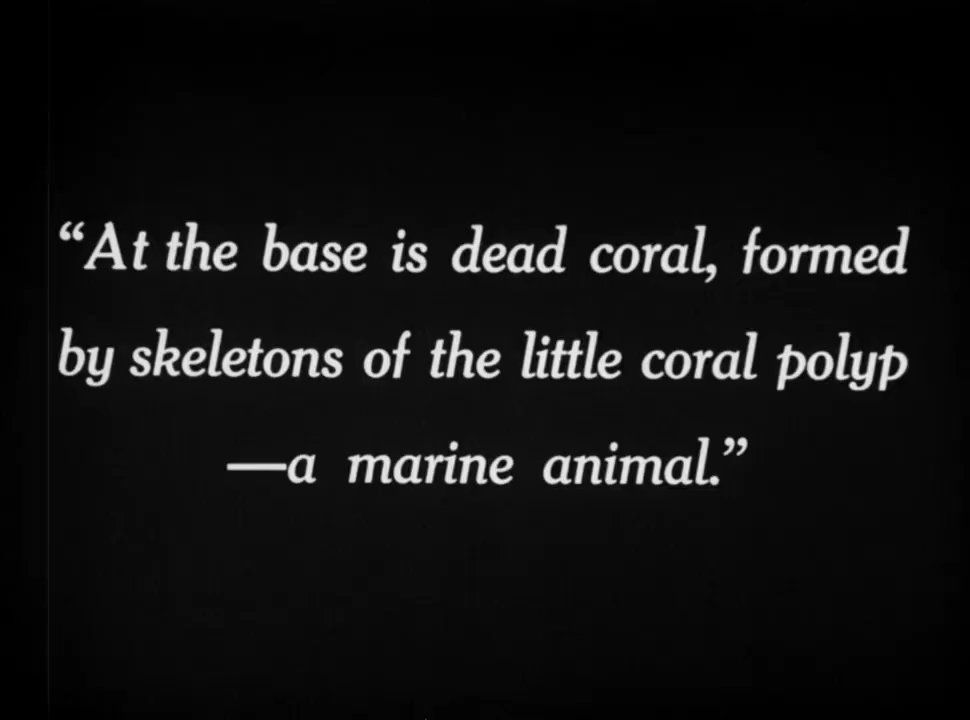 “At the base is dead coral, formed
by skeletons of the little coral polyp
—a marine animal.”